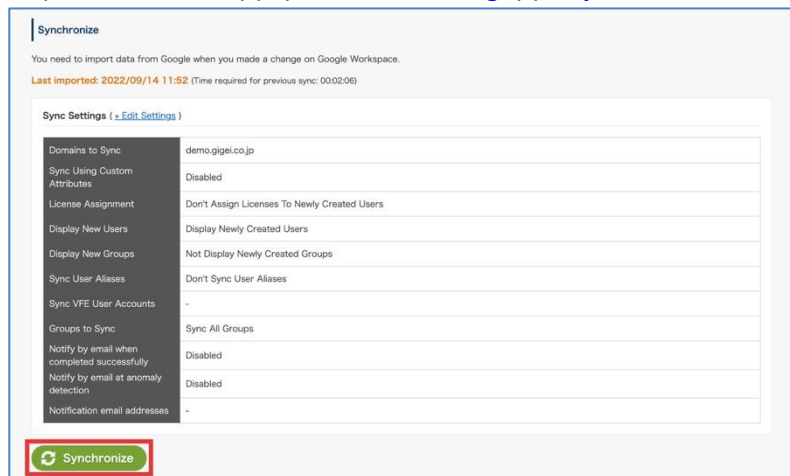 Synchronize
You need to import data from Google when you made a change on Google Workspace.
Last imported: 2022/09/14 11:52 (Time required for previous sync: 00:02:06)
Sync Settings ( » Edit Settings )
Domains to Sync demo.gigei.co.jp
Sync Using Custom
Attributes Disabled
License Assignment Don't Assign Licenses To Newly Created Users
Display New Users Display Newly Created Users
Display New Groups Not Display Newly Created Groups
Sync User Aliases Don't Sync User Aliases
Sync VFE User Accounts -
Groups to Sync Sync All Groups
Notify by email when
completed successfully Disabled
Notify by email at anomaly
detection Disabled
Notification email addresses -
Synchronize